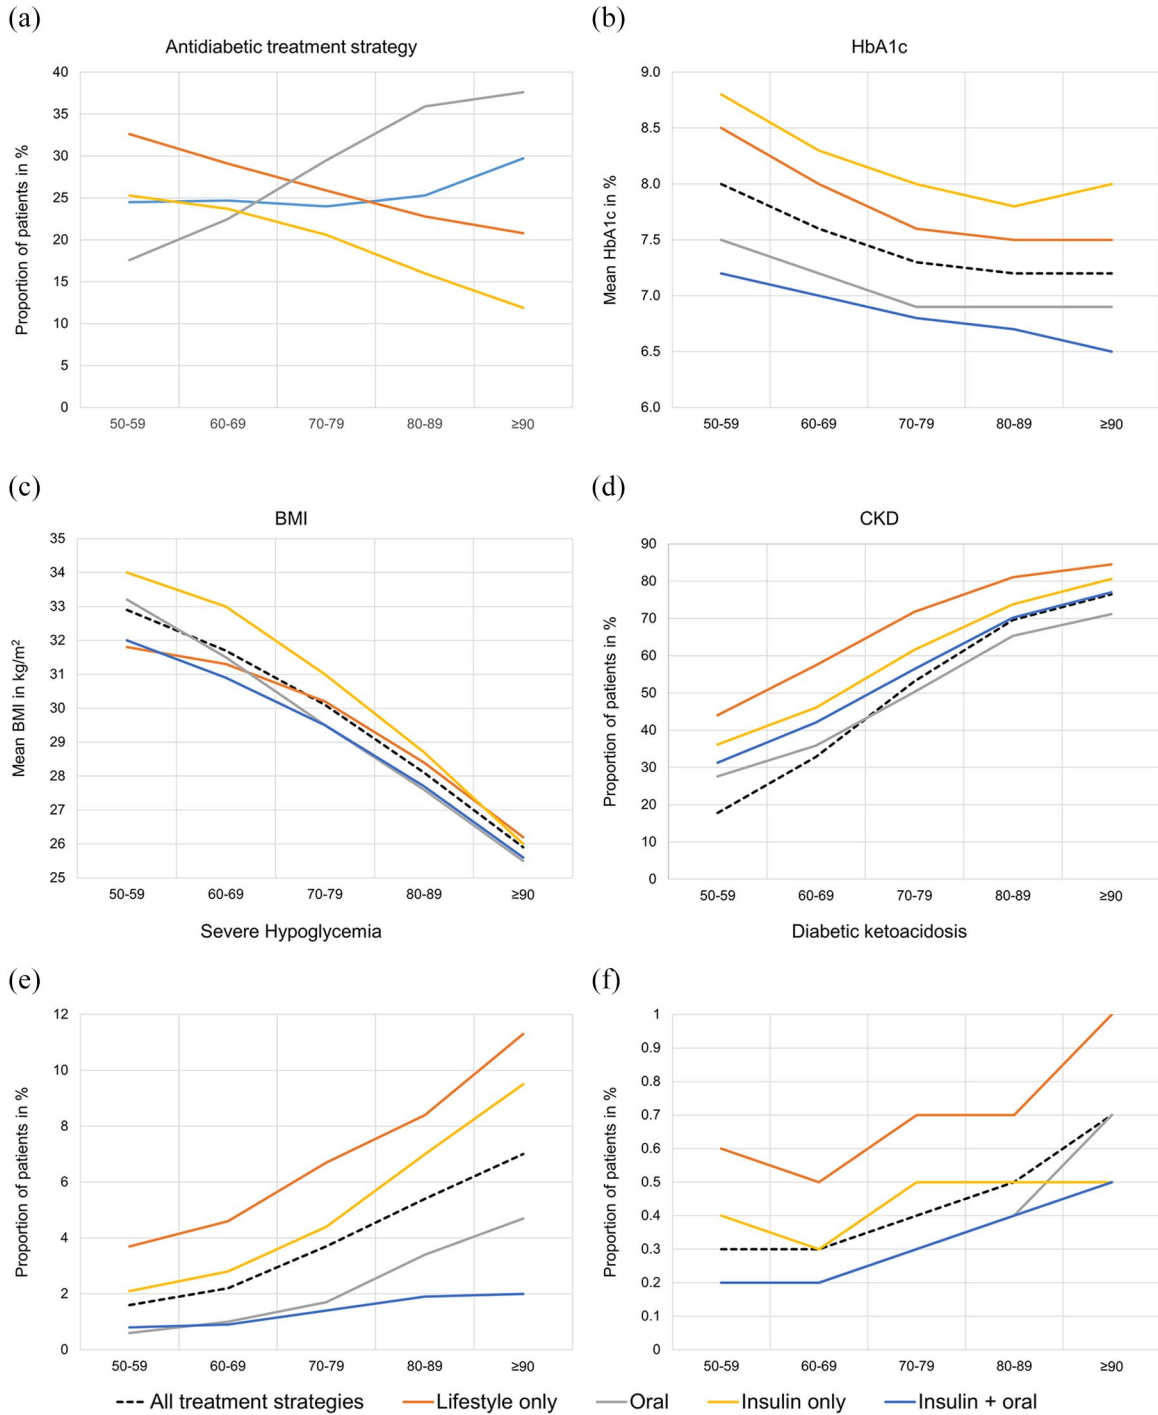 (a)
Antidiabetic treatment strategy
Proportion of patients in %
40
35
30
25
20
15
10
5
0
50-59 60-69 70-79 80-89 ≥90
(b)
HbA1c
Mean HbA1c in %
9.0
8.5
8.0
7.5
7.0
6.5
6.0
50-59 60-69 70-79 80-89 ≥90
(c)
BMI
Mean BMI in kg/m²
35
34
33
32
31
30
29
28
27
26
25
50-59 60-69 70-79 80-89 ≥90
(d)
CKD
Proportion of patients in %
90
80
70
60
50
40
30
20
10
0
50-59 60-69 70-79 80-89 ≥90
Severe Hypoglycemia
(e)
Proportion of patients in %
12
10
8
6
4
2
0
50-59 60-69 70-79 80-89 ≥90
Diabetic ketoacidosis
(f)
Proportion of patients in %
1
0.9
0.8
0.7
0.6
0.5
0.4
0.3
0.2
0.1
0
50-59 60-69 70-79 80-89 ≥90
All treatment strategies Lifestyle only Oral Insulin only Insulin + oral